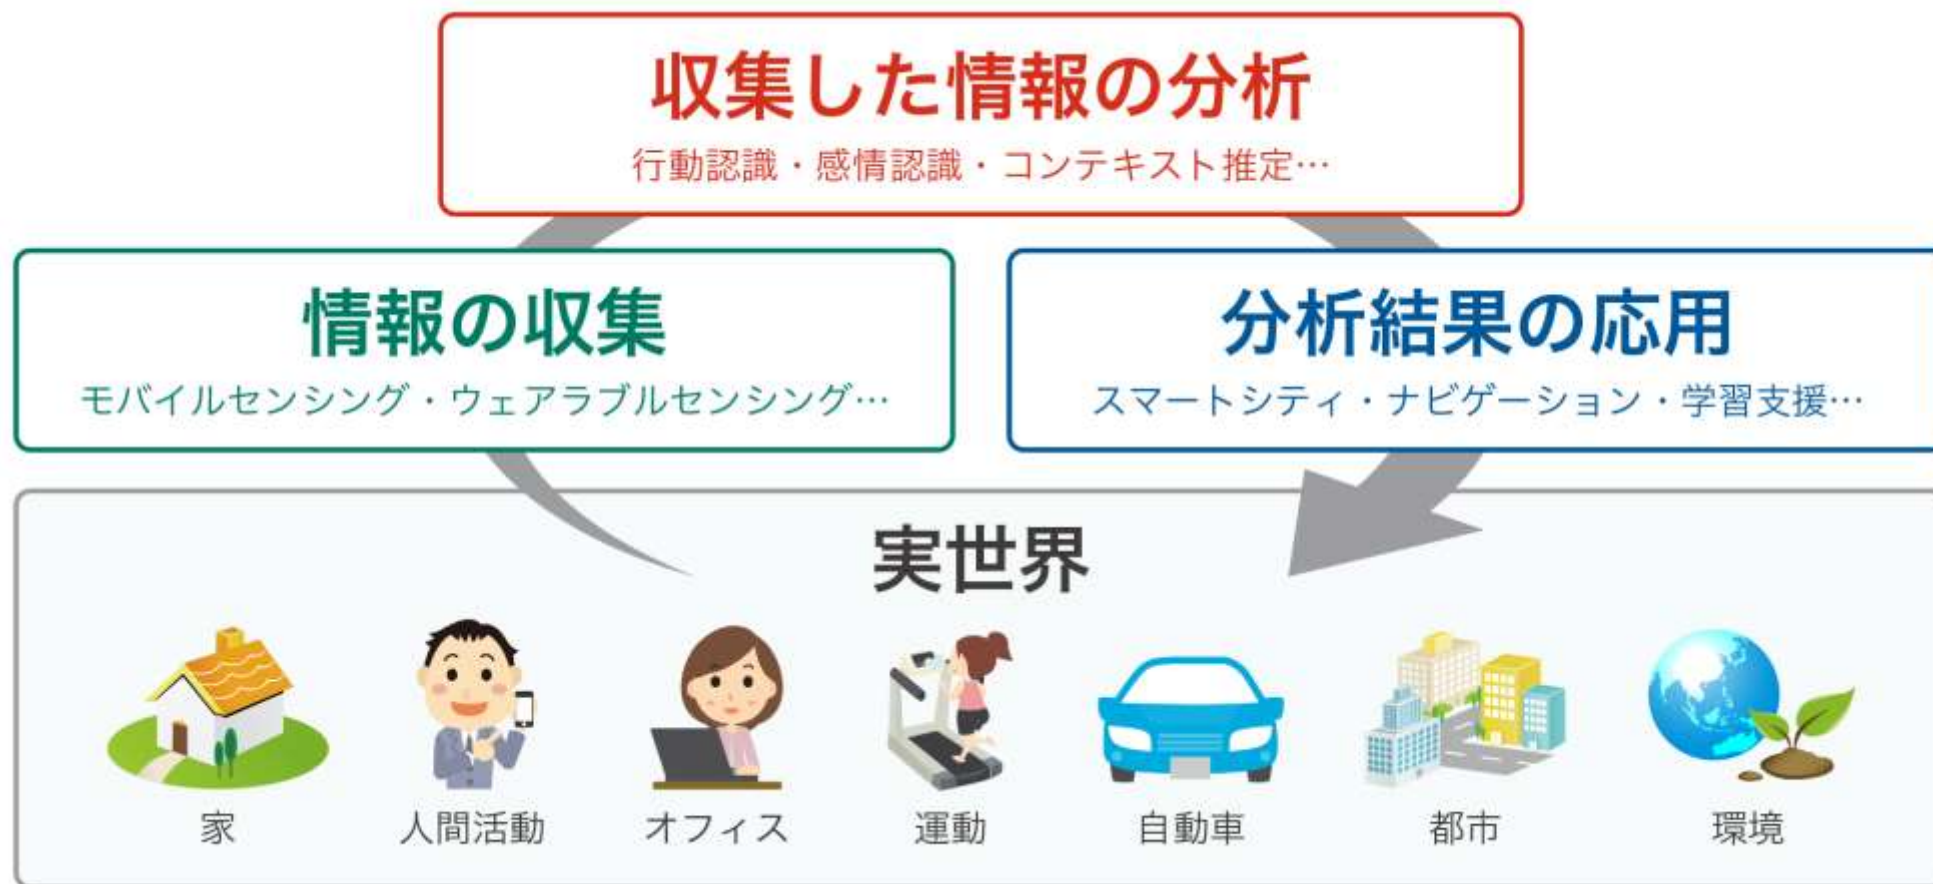 収集した情報の分析
行動認識・感情認識・コンテキスト推定…
情報の収集
モバイルセンシング・ウェアラブルセンシング…
分析結果の応用
スマートシティ・ナビゲーション・学習支援…
実世界
家
人間活動
オフィス
運動
自動車
都市
環境